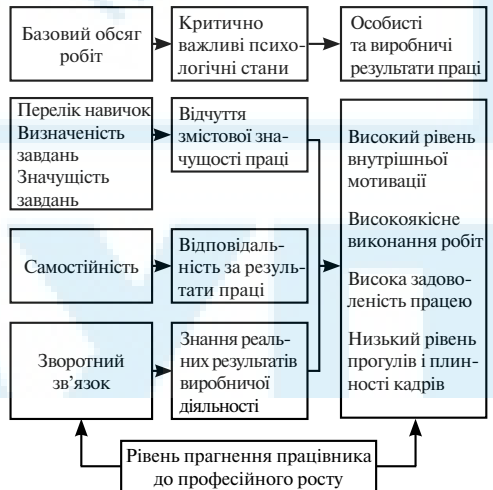 Базовий обсяг
робіт
Критично
важливі психо-
логічні стани
Особисті
та виробничі
результати праці
Перелік навичок
Визначеність
завдань
Значущість
завдань
Відчуття
змістової зна-
чущості праці
Самостійність
Відповідаль-
ність за резуль-
тати праці
Зворотний
зв’язок
Знання реаль-
них результатів
виробничої
діяльності
Високий рівень
внутрішньої
мотивації
Високоякісне
виконання робіт
Висока задово-
леність працею
Низький рівень
прогулів і плин-
ності кадрів
Рівень прагнення працівника
до професійного росту